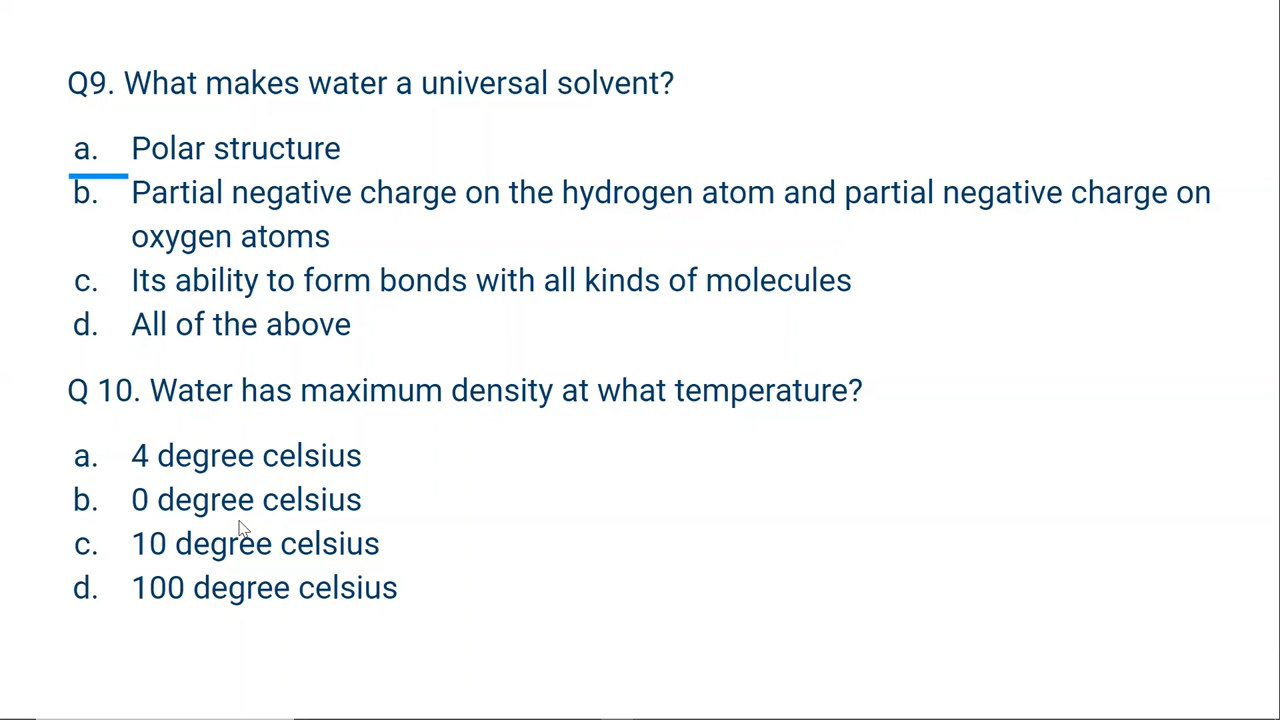 Q9. What makes water a universal solvent?
a. Polar structure
b. Partial negative charge on the hydrogen atom and partial negative charge on
oxygen atoms
c. Its ability to form bonds with all kinds of molecules
d. All of the above
Q 10. Water has maximum density at what temperature?
a. 4 degree celsius
b. 0 degree celsius
c. 10 degree celsius
d. 100 degree celsius